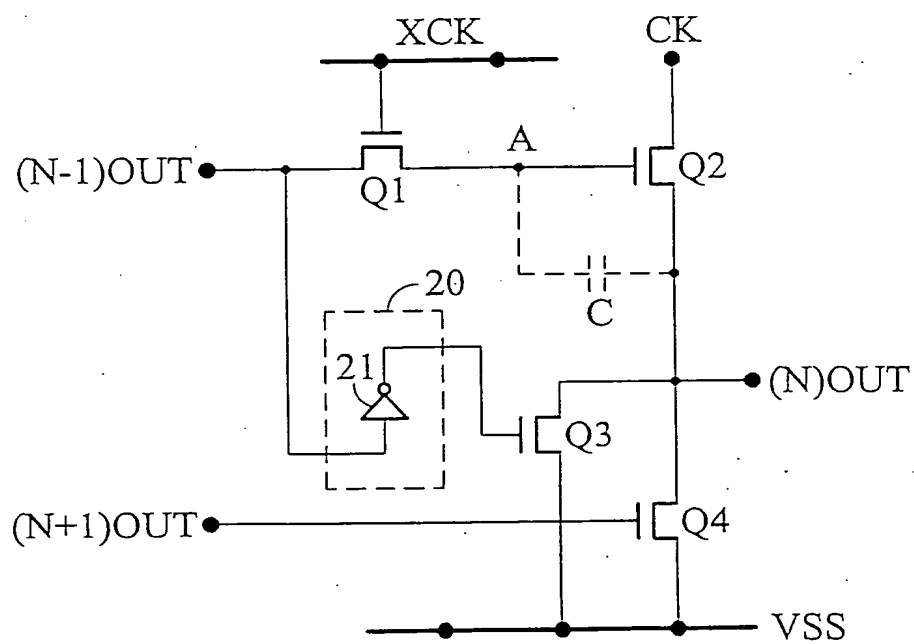 XCK
CK
A
(N-1)OUT
Q1
Q2
20
C
21
(N)OUT
Q3
(N+1)OUT
Q4
VSS